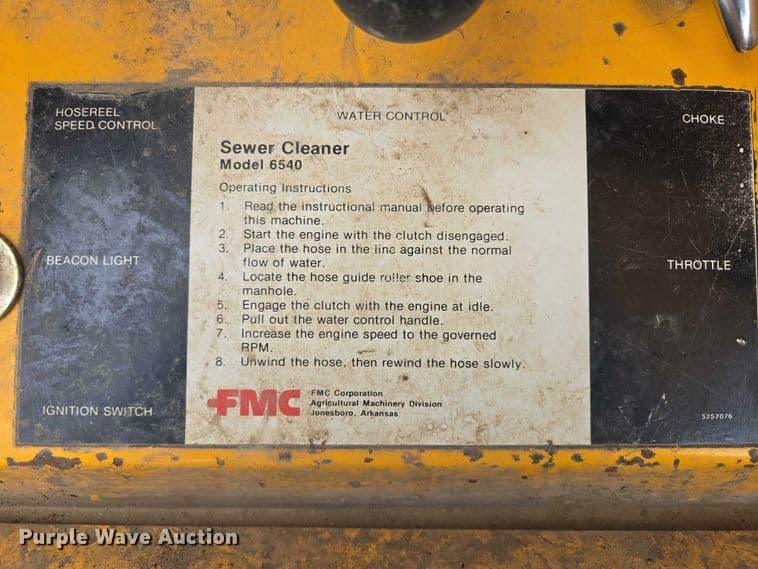 HOSEREEL
SPEED CONTROL
WATER CONTROL
CHOKE
Sewer Cleaner
Model 6540
Operating Instructions
1. Read the instructional manual before operating
this machine.
2. Start the engine with the clutch disengaged.
3. Place the hose in the line against the normal
flow of water.
4. Locate the hose guide roller shoe in the
manhole.
5. Engage the clutch with the engine at idle.
6. Pull out the water control handle.
7. Increase the engine speed to the governed
RPM.
8. Unwind the hose, then rewind the hose slowly.
BEACON LIGHT
THROTTLE
IGNITION SWITCH
FMC
FMC Corporation
Agricultural Machinery Division
Jonesboro, Arkansas
5257076
Purple Wave Auction